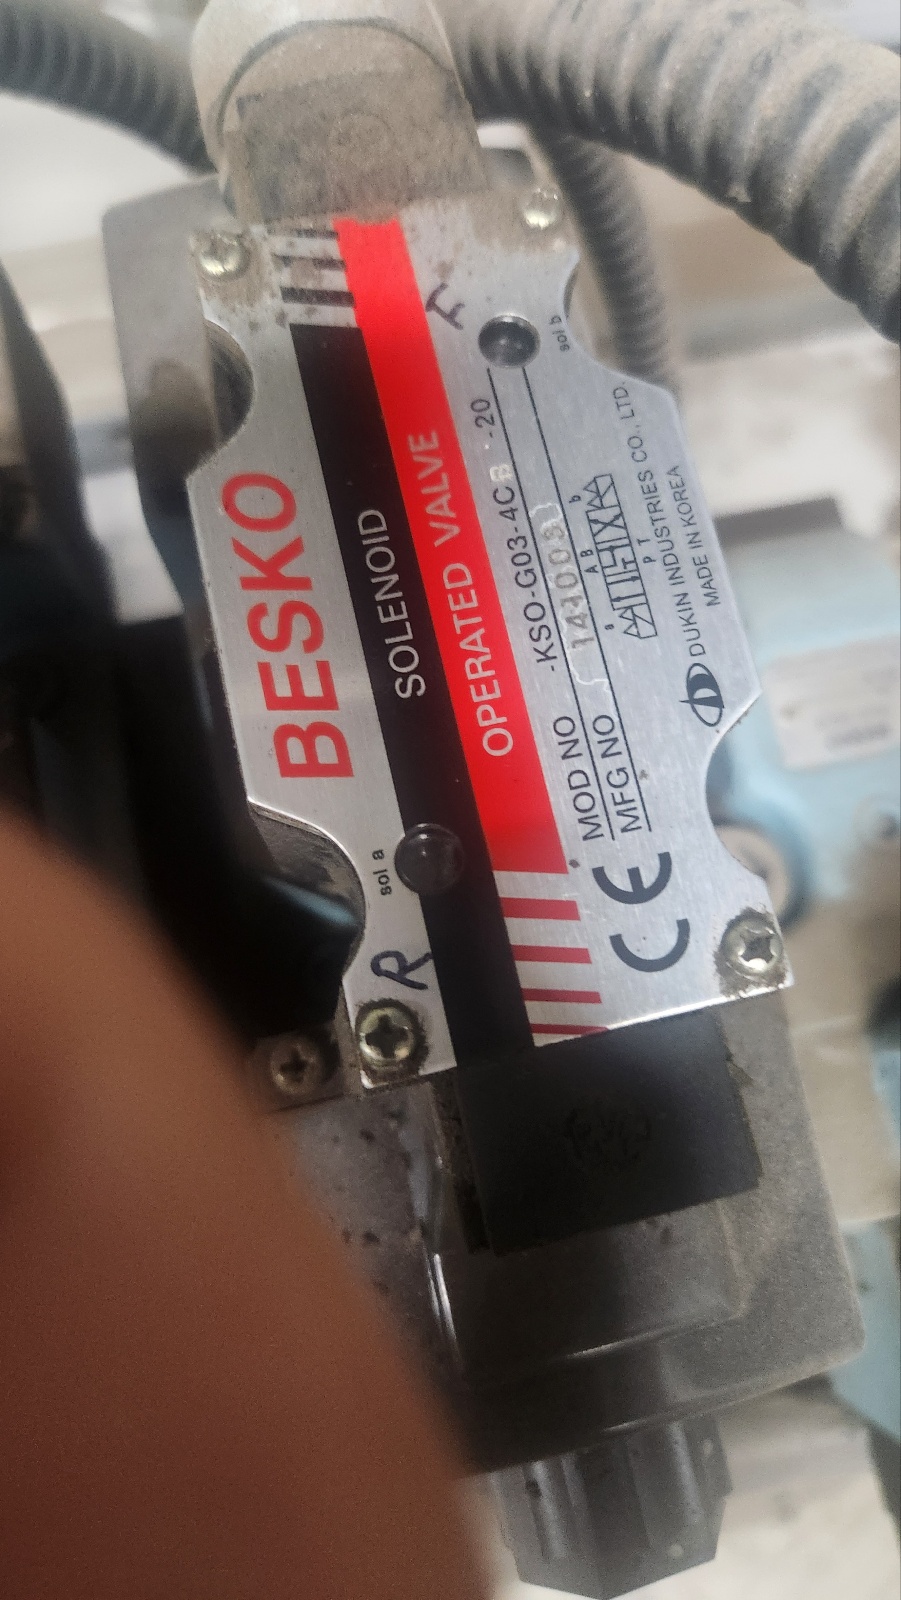 BESKO
SOLENOID
OPERATED VALVE
F
sol b
sol a
R
MOD NO -KSO-G03-4CB -20
MFG NO
a A B b
P T
CE
DUKIN INDUSTRIES CO., LTD.
MADE IN KOREA